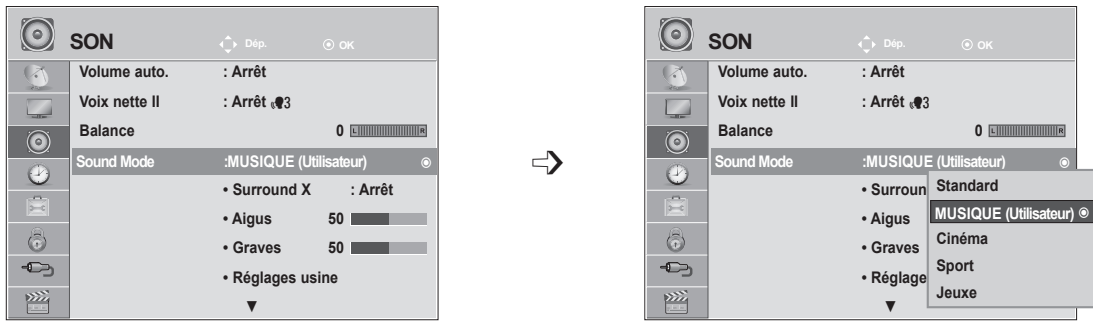 SON Dép. OK
Volume auto. : Arrêt
Voix nette II : Arrêt 3
Balance 0 L R
Sound Mode :MUSIQUE (Utilisateur)
• Surround X : Arrêt
• Aigus 50
• Graves 50
• Réglages usine
▼
SON Dép. OK
Volume auto. : Arrêt
Voix nette II : Arrêt 3
Balance 0 L R
Sound Mode :MUSIQUE (Utilisateur)
• Surroun
• Aigus
• Graves
• Réglage
▼
Standard
MUSIQUE (Utilisateur)
Cinéma
Sport
Jeuxe